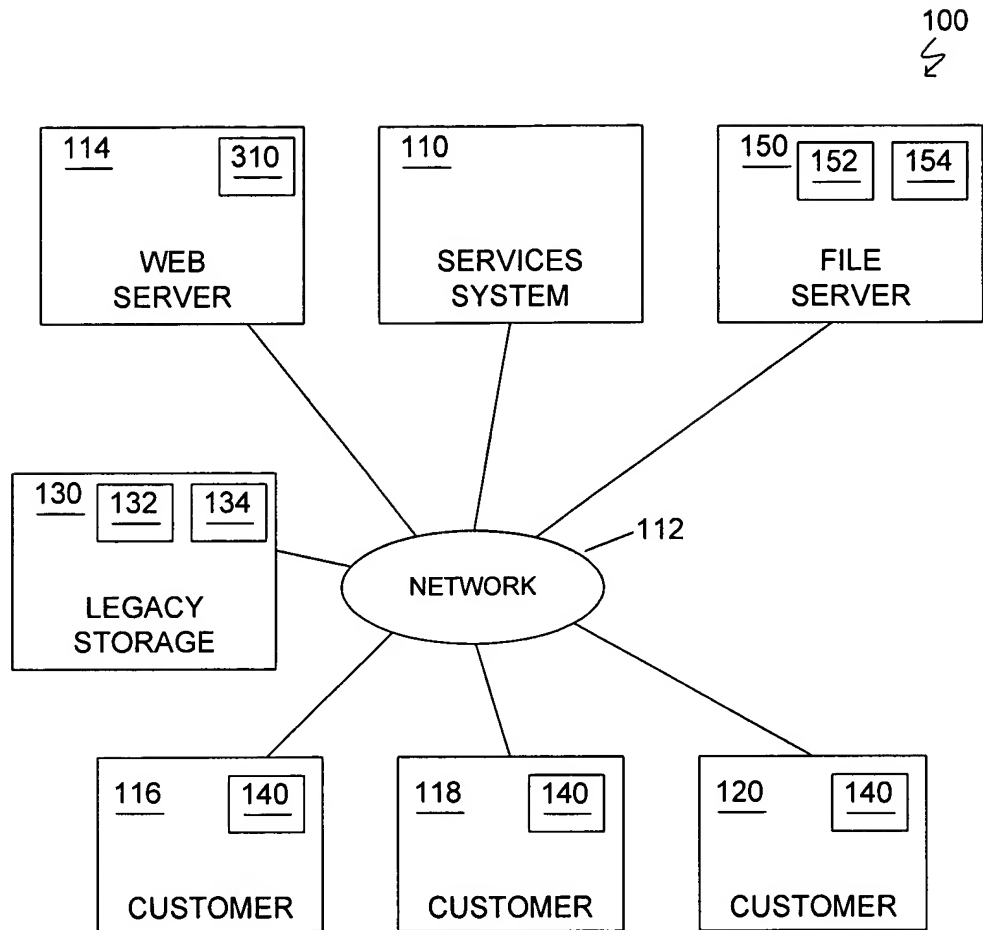 100
114
310
WEB
SERVER
110
SERVICES
SYSTEM
150
152
154
FILE
SERVER
130
132
134
LEGACY
STORAGE
NETWORK
112
116
140
CUSTOMER
118
140
CUSTOMER
120
140
CUSTOMER